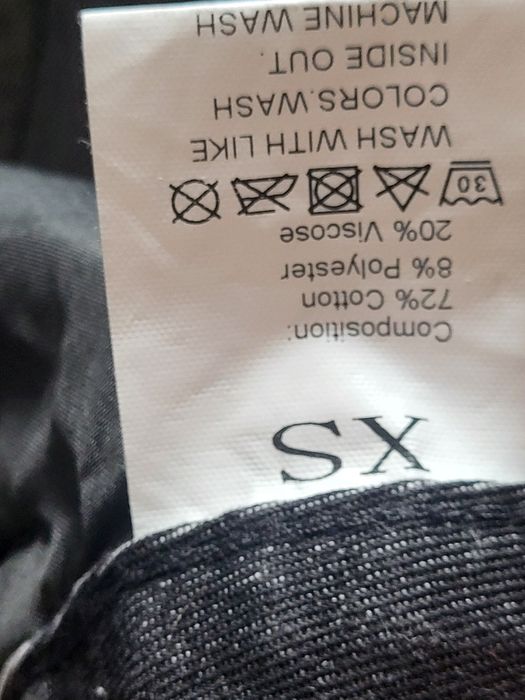 XS
Composition:
72% Cotton
8% Polyester
20% Viscose
30
WASH WITH LIKE
COLORS.WASH
INSIDE OUT.
MACHINE WASH